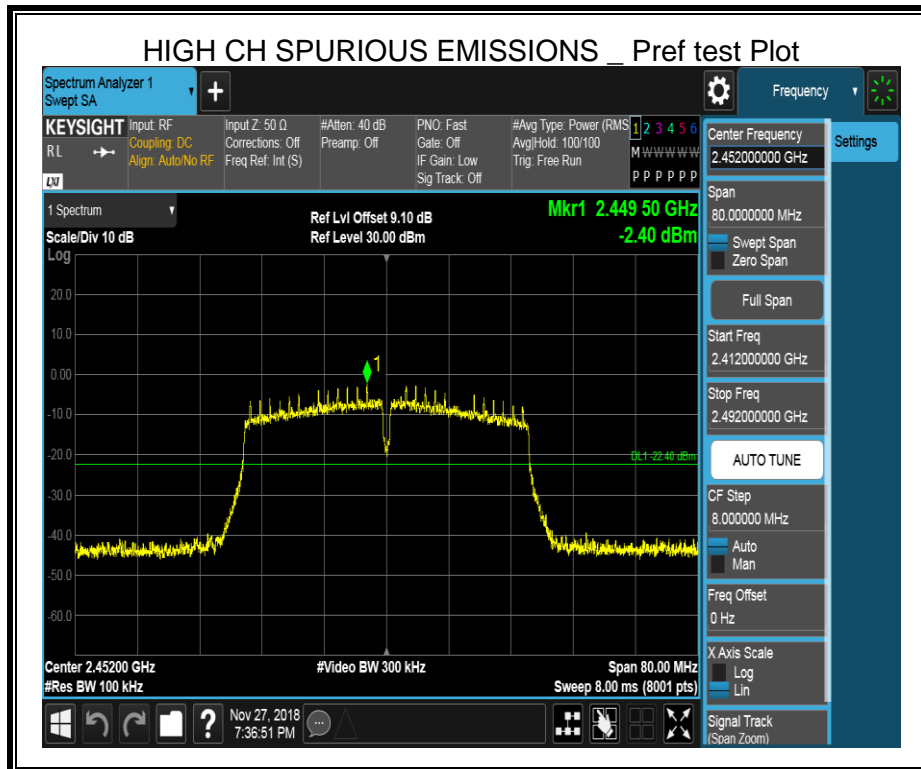 HIGH CH SPURIOUS EMISSIONS _ Pref test Plot
Spectrum Analyzer 1
Swept SA
+
Frequency
KEYSIGHT
RL
LXI
Input: RF
Coupling: DC
Align: Auto/No RF
Input Z: 50 Ω
Corrections: Off
Freq Ref: Int (S)
#Atten: 40 dB
Preamp: Off
PNO: Fast
Gate: Off
IF Gain: Low
Sig Track: Off
#Avg Type: Power (RMS
Avg|Hold: 100/100
Trig: Free Run
1 2 3 4 5 6
M W W W W W
P P P P P P
Center Frequency
2.452000000 GHz
Settings
1 Spectrum
Scale/Div 10 dB
Log
Ref Lvl Offset 9.10 dB
Ref Level 30.00 dBm
Mkr1 2.449 50 GHz
-2.40 dBm
Span
80.0000000 MHz
Swept Span
Zero Span
Full Span
Start Freq
2.412000000 GHz
Stop Freq
2.492000000 GHz
AUTO TUNE
CF Step
8.000000 MHz
Auto
Man
Freq Offset
0 Hz
X Axis Scale
Log
Lin
Signal Track
(Span Zoom)
20.0
10.0
0.00
1
-10.0
-20.0
DL1 -22.40 dBm
-30.0
-40.0
-50.0
-60.0
Center 2.45200 GHz
#Res BW 100 kHz
#Video BW 300 kHz
Span 80.00 MHz
Sweep 8.00 ms (8001 pts)
?
Nov 27, 2018
7:36:51 PM